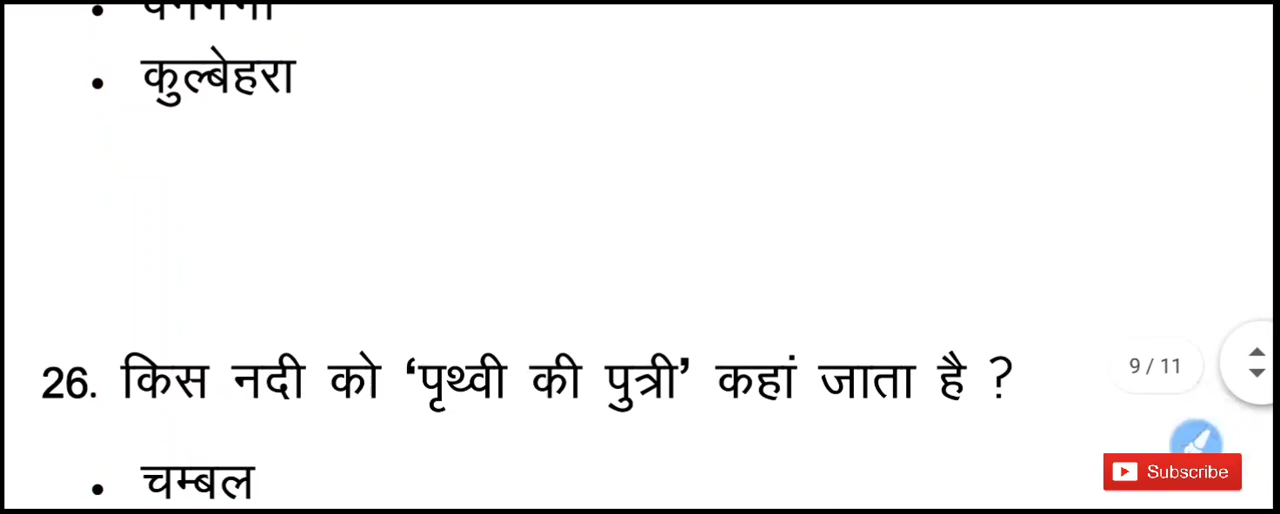 • कुल्बेहरा
26. किस नदी को ‘पृथ्वी की पुत्री’ कहां जाता है ?
9 / 11
• चम्बल
Subscribe